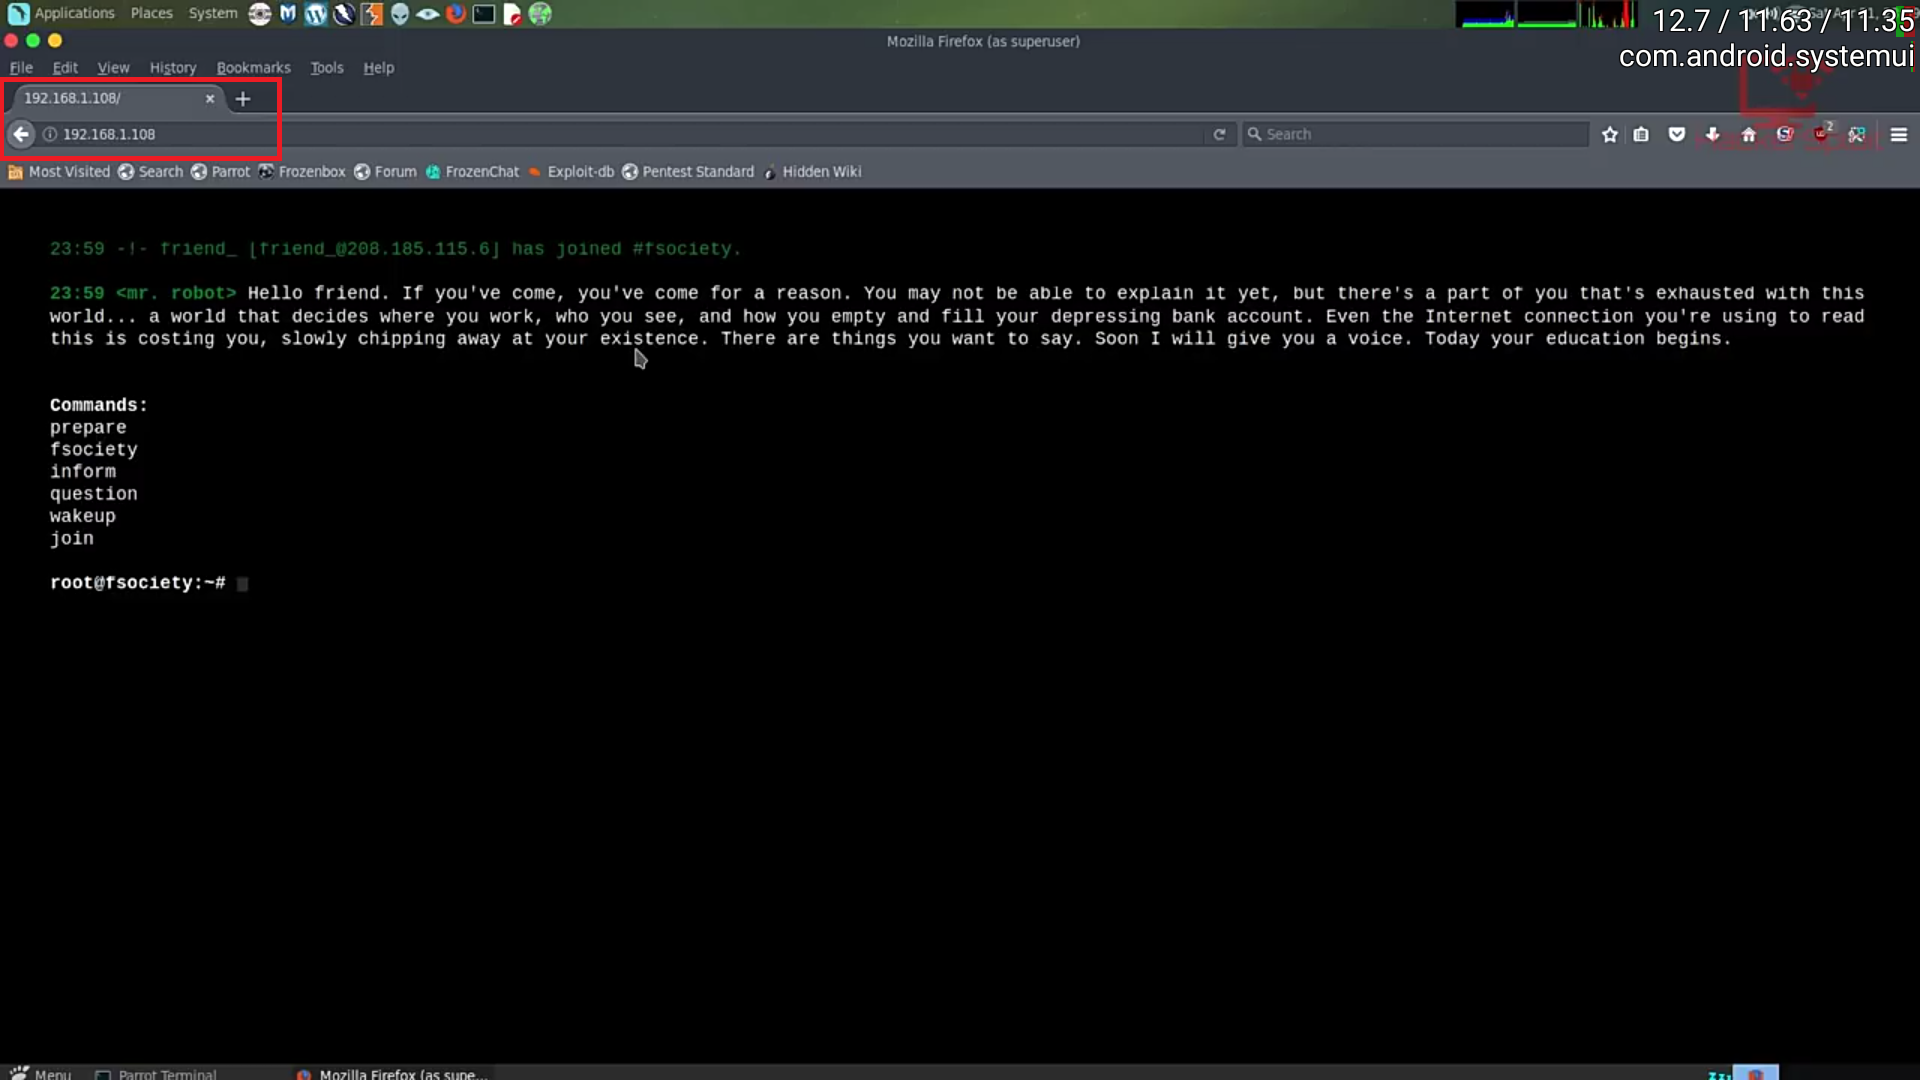 Applications Places System
12.7 / 11.63 / 11.35
com.android.systemui
Mozilla Firefox (as superuser)
File Edit View History Bookmarks Tools Help
192.168.1.108/ × +
192.168.1.108 Search 2
Most Visited Search Parrot Frozenbox Forum FrozenChat Exploit-db Pentest Standard Hidden Wiki
23:59 -!- friend_ [friend_@208.185.115.6] has joined #fsociety.
23:59 <mr. robot> Hello friend. If you've come, you've come for a reason. You may not be able to explain it yet, but there's a part of you that's exhausted with this
world... a world that decides where you work, who you see, and how you empty and fill your depressing bank account. Even the Internet connection you're using to read
this is costing you, slowly chipping away at your existence. There are things you want to say. Soon I will give you a voice. Today your education begins.
Commands:
prepare
fsociety
inform
question
wakeup
join
root@fsociety:~#
Menu Parrot Terminal Mozilla Firefox (as supe...